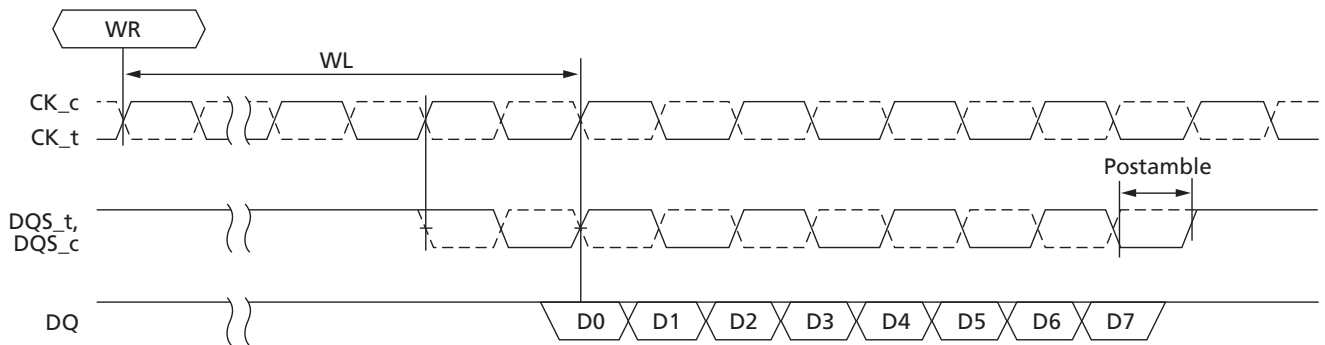 WR
WL
CK_c
CK_t
Postamble
DQS_t,
DQS_c
DQ
D0 D1 D2 D3 D4 D5 D6 D7